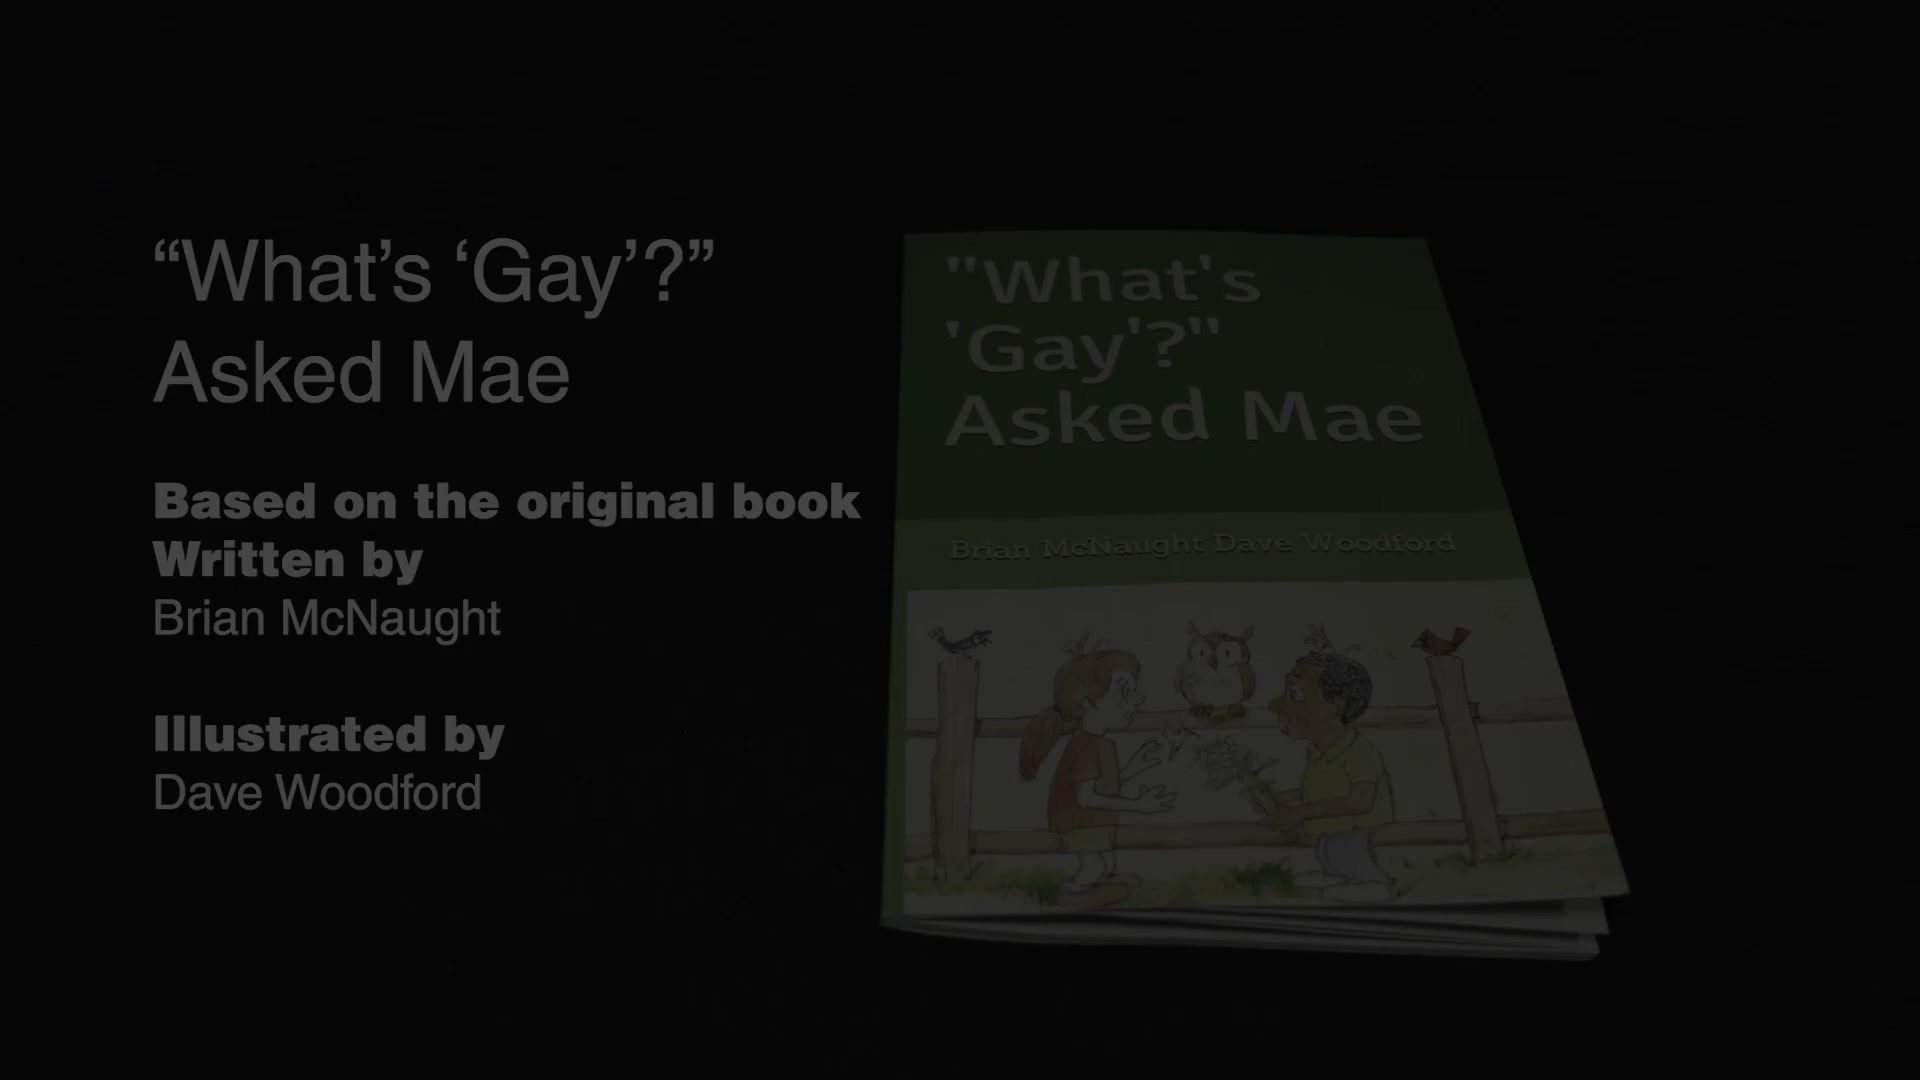 “What’s ‘Gay’?”
Asked Mae
Based on the original book
Written by
Brian McNaught
Illustrated by
Dave Woodford
"What's
'Gay'?"
Asked Mae
Brian McNaught Dave Woodford